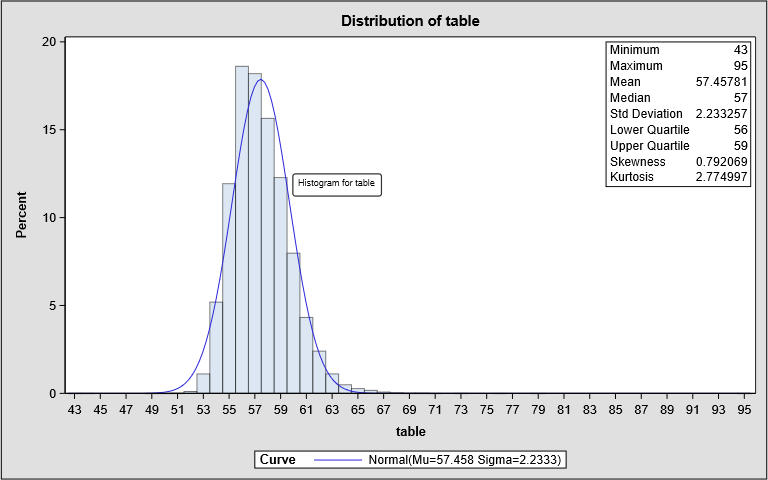 Distribution of table
20
15
10
5
0
Percent
Minimum 43
Maximum 95
Mean 57.45781
Median 57
Std Deviation 2.233257
Lower Quartile 56
Upper Quartile 59
Skewness 0.792069
Kurtosis 2.774997
Histogram for table
43 45 47 49 51 53 55 57 59 61 63 65 67 69 71 73 75 77 79 81 83 85 87 89 91 93 95
table
Curve Normal(Mu=57.458 Sigma=2.2333)